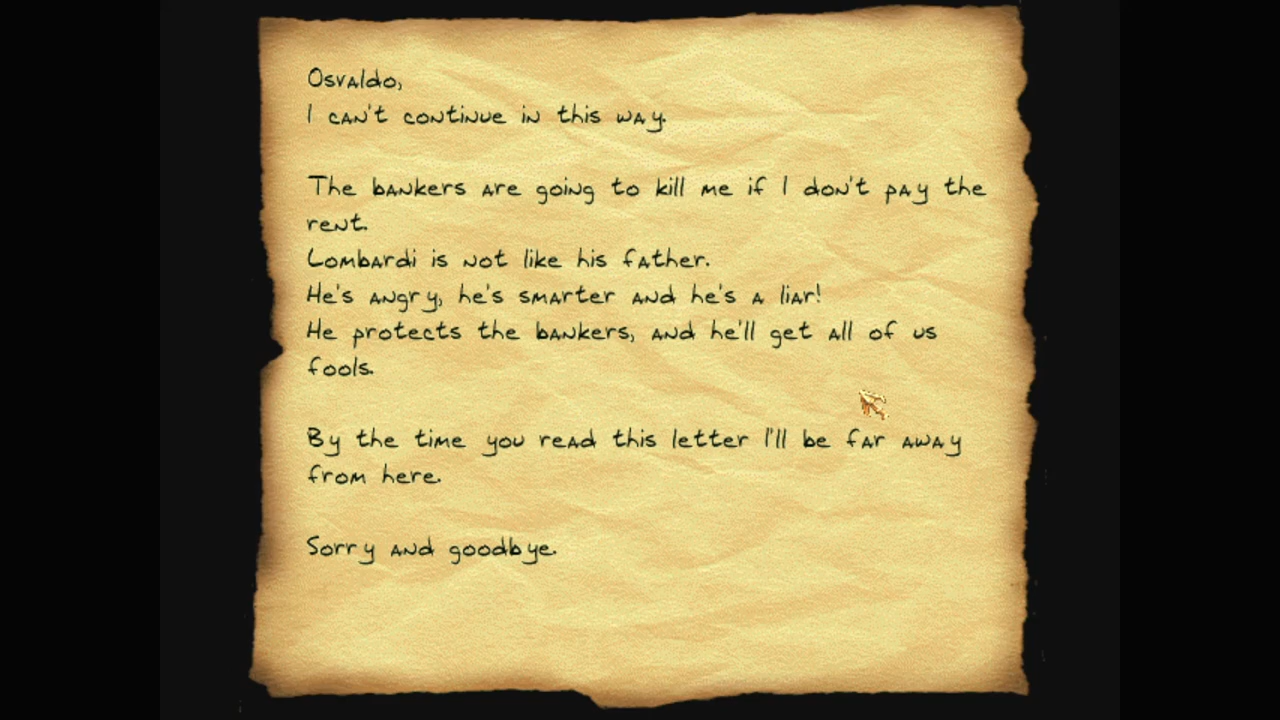 Osvaldo,
I can't continue in this way.
The bankers are going to kill me if I don't pay the
rent.
Lombardi is not like his father.
He's angry, he's smarter and he's a liar!
He protects the bankers, and he'll get all of us
fools.
By the time you read this letter I'll be far away
from here.
Sorry and goodbye.